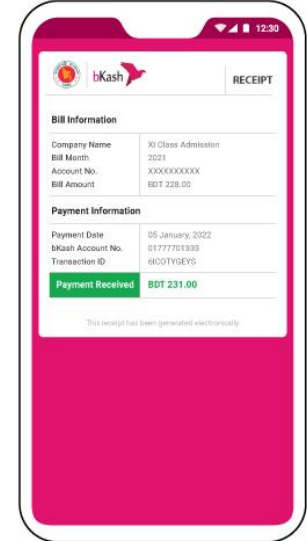 12:30
bKash
RECEIPT
Bill Information
Company Name XI Class Admission
Bill Month 2021
Account No. XXXXXXXXXX
Bill Amount BDT 228.00
Payment Information
Payment Date 05 January, 2022
bKash Account No. 01777701333
Transaction ID 6ICOTYGEYS
Payment Received BDT 231.00
This receipt has been generated electronically